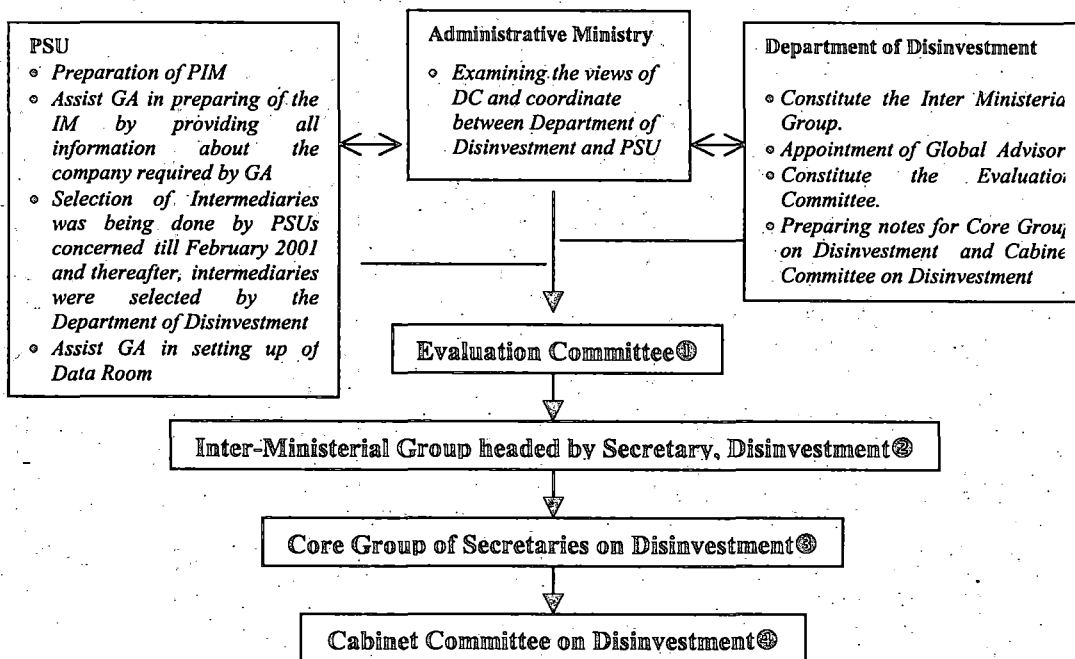 PSU
• Preparation of PIM
• Assist GA in preparing of the
IM by providing all
information about the
company required by GA
• Selection of Intermediaries
was being done by PSUs
concerned till February 2001
and thereafter, intermediaries
were selected by the
Department of Disinvestment
• Assist GA in setting up of
Data Room
Administrative Ministry
• Examining the views of
DC and coordinate
between Department of
Disinvestment and PSU
Department of Disinvestment
• Constitute the Inter Ministeria
Group.
• Appointment of Global Advisor
• Constitute the Evaluation
Committee.
• Preparing notes for Core Group
on Disinvestment and Cabine
Committee on Disinvestment
Evaluation Committee①
Inter-Ministerial Group headed by Secretary, Disinvestment②
Core Group of Secretaries on Disinvestment③
Cabinet Committee on Disinvestment④